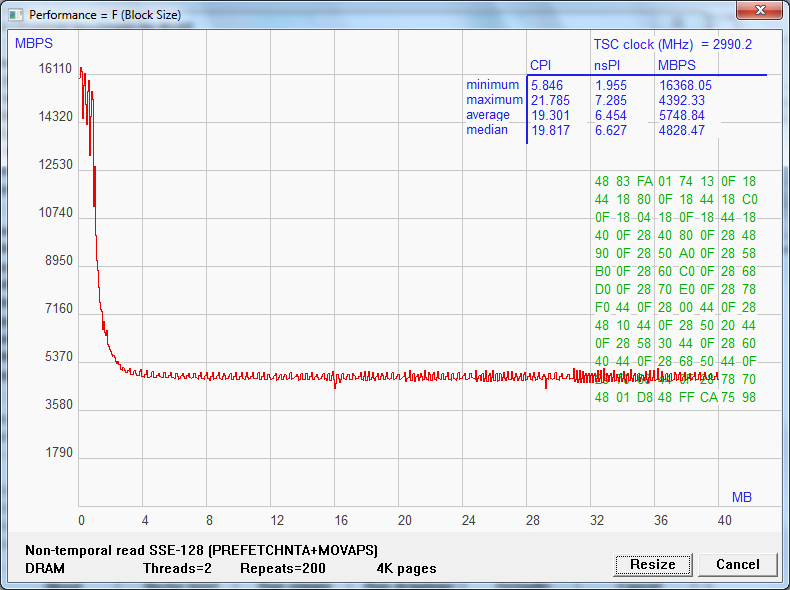 Performance = F (Block Size)
MBPS
TSC clock (MHz) = 2990.2
CPI nsPI MBPS
minimum 5.846 1.955 16368.05
maximum 21.785 7.285 4392.33
average 19.301 6.454 5748.84
median 19.817 6.627 4828.47
16110
14320
12530
10740
8950
7160
5370
3580
1790
48 83 FA 01 74 13 0F 18
44 18 80 0F 18 44 18 C0
0F 18 04 18 0F 18 44 18
40 0F 28 40 80 0F 28 48
90 0F 28 50 A0 0F 28 58
B0 0F 28 60 C0 0F 28 68
D0 0F 28 70 E0 0F 28 78
F0 44 0F 28 00 44 0F 28
48 10 44 0F 28 50 20 44
0F 28 58 30 44 0F 28 60
40 44 0F 28 68 50 44 0F
78 70
48 01 D8 48 FF CA 75 98
MB
0 4 8 12 16 20 24 28 32 36 40
Non-temporal read SSE-128 (PREFETCHNTA+MOVAPS)
DRAM Threads=2 Repeats=200 4K pages
Resize Cancel